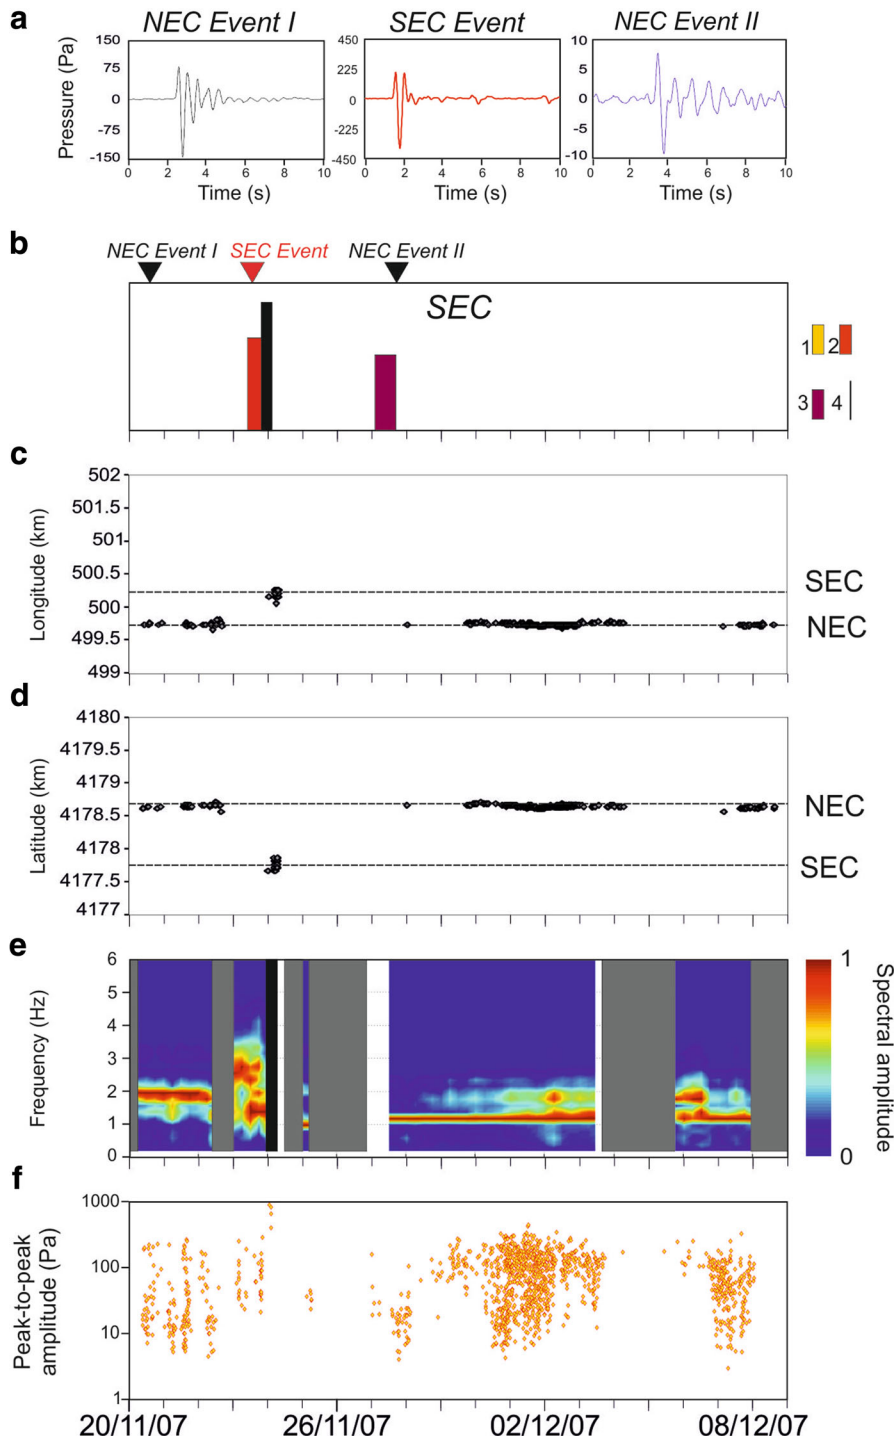 a
NEC Event I
SEC Event
NEC Event II
Pressure (Pa)
150
75
0
-75
-150
450
225
0
-225
-450
10
5
0
-5
-10
0 2 4 6 8 10
0 2 4 6 8 10
0 2 4 6 8 10
Time (s)
Time (s)
Time (s)
b
NEC Event I
SEC Event
NEC Event II
SEC
1
2
3
4
c
Longitude (km)
502
501.5
501
500.5
500
499.5
499
SEC
NEC
d
Latitude (km)
4180
4179.5
4179
4178.5
4178
4177.5
4177
NEC
SEC
e
Frequency (Hz)
6
5
4
3
2
1
0
1
0
Spectral amplitude
f
Peak-to-peak
amplitude (Pa)
1000
100
10
1
20/11/07
26/11/07
02/12/07
08/12/07